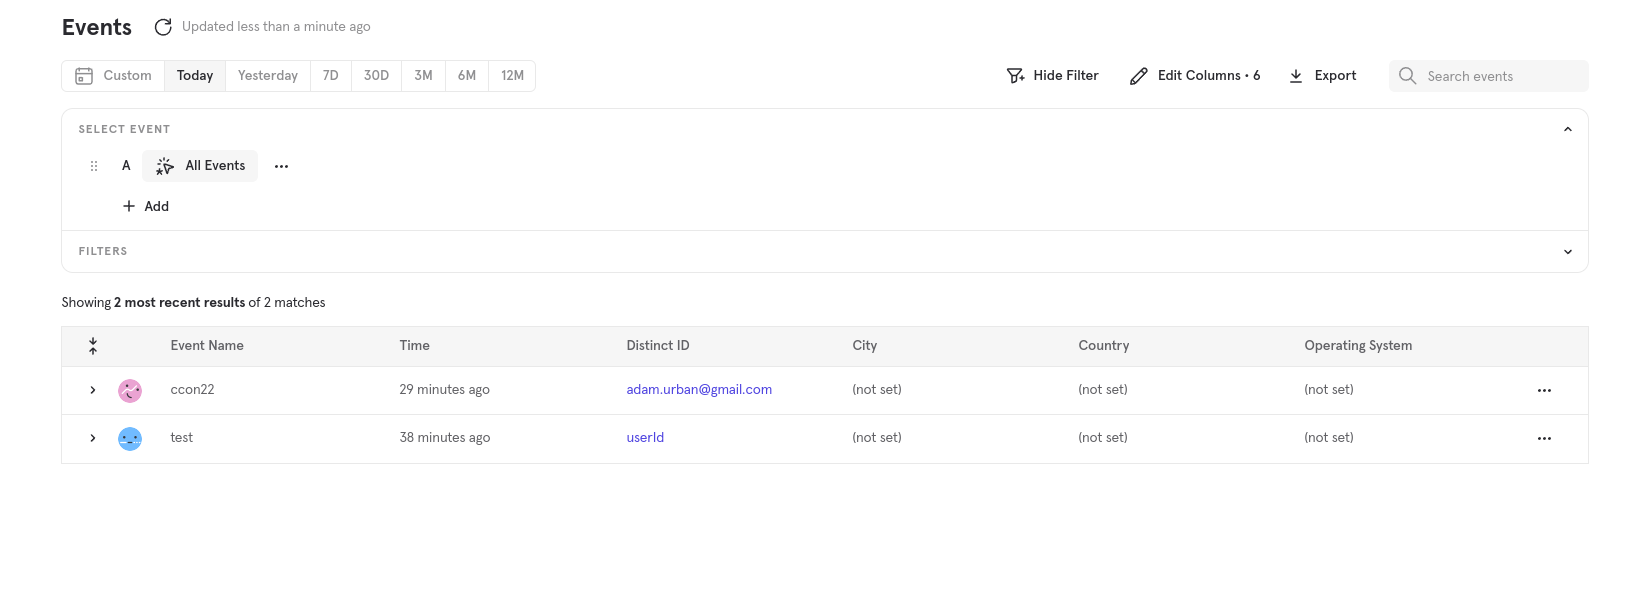 Events Updated less than a minute ago
Custom Today Yesterday 7D 30D 3M 6M 12M Hide Filter Edit Columns • 6 Export Search events
SELECT EVENT
A All Events
Add
FILTERS
Showing 2 most recent results of 2 matches
Event Name Time Distinct ID City Country Operating System
ccon22 29 minutes ago adam.urban@gmail.com (not set) (not set) (not set)
test 38 minutes ago userId (not set) (not set) (not set)